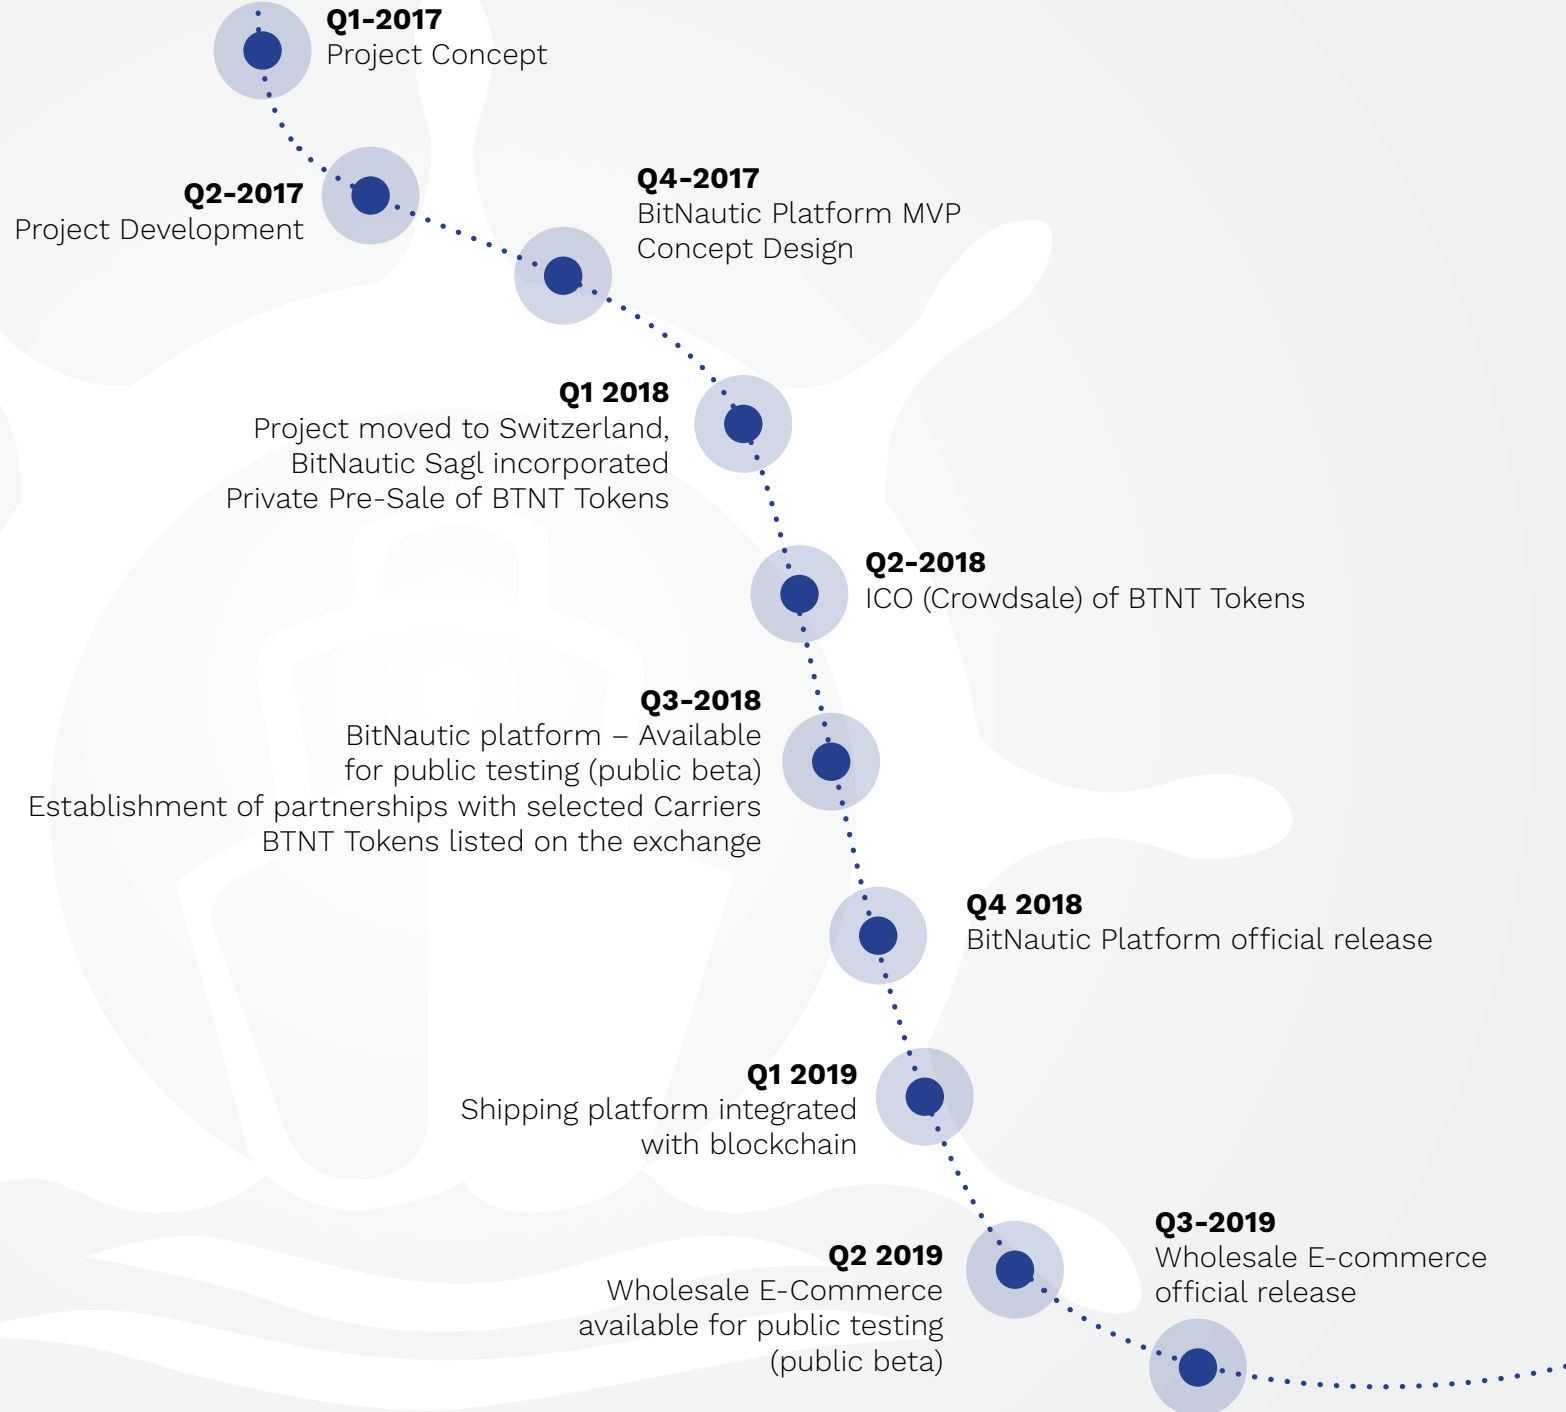 Q1-2017
Project Concept
Q2-2017
Project Development
Q4-2017
BitNautic Platform MVP
Concept Design
Q1 2018
Project moved to Switzerland,
BitNautic Sagl incorporated
Private Pre-Sale of BTNT Tokens
Q2-2018
ICO (Crowdsale) of BTNT Tokens
Q3-2018
BitNautic platform – Available
for public testing (public beta)
Establishment of partnerships with selected Carriers
BTNT Tokens listed on the exchange
Q4 2018
BitNautic Platform official release
Q1 2019
Shipping platform integrated
with blockchain
Q2 2019
Wholesale E-Commerce
available for public testing
(public beta)
Q3-2019
Wholesale E-commerce
official release